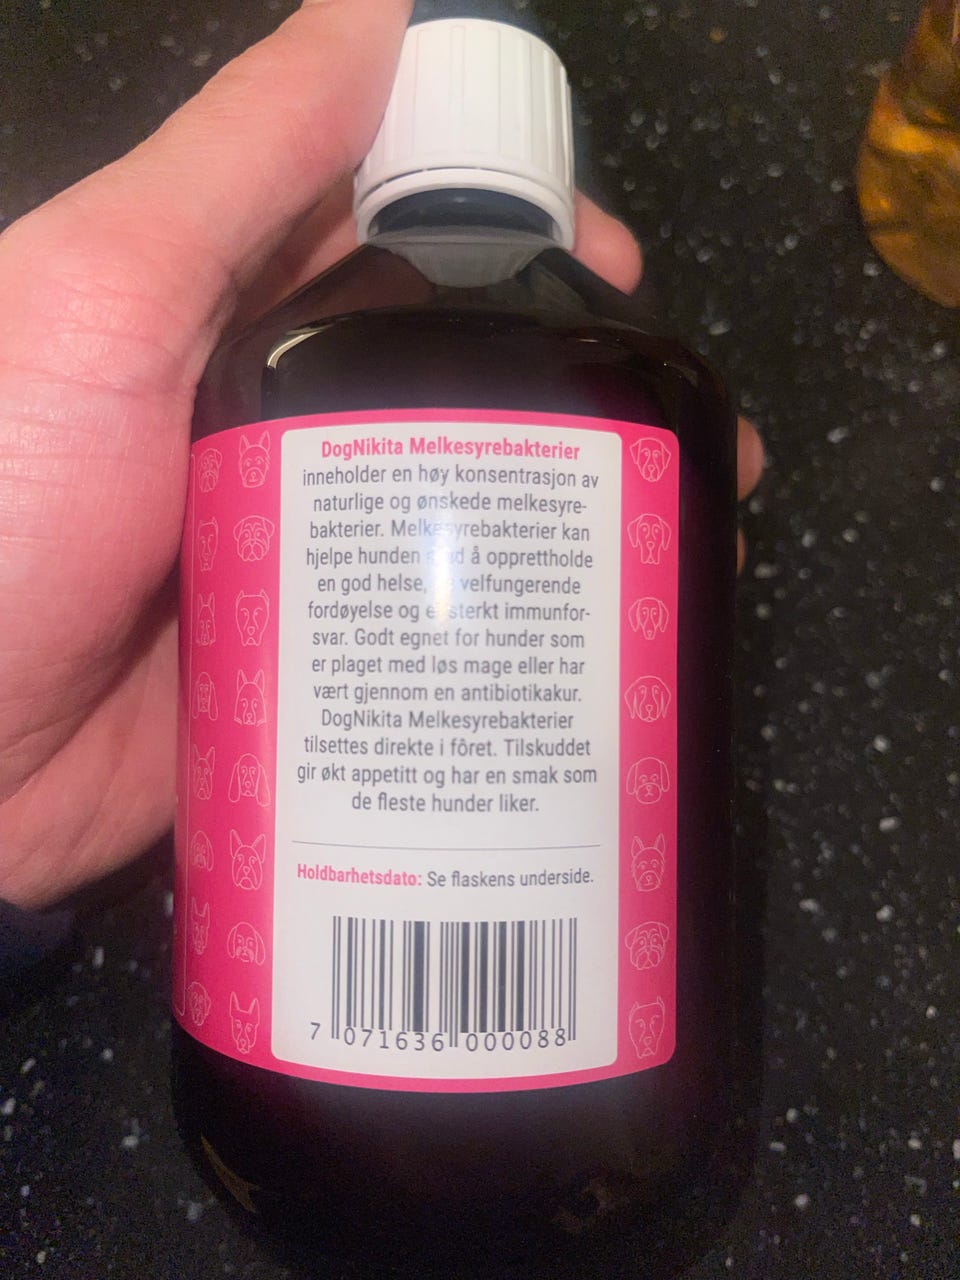 DogNikita Melkesyrebakterier
inneholder en høy konsentrasjon av
naturlige og ønskede melkesyre-
bakterier. Melkesyrebakterier kan
hjelpe hunden å opprettholde
en god helse, velfungerende
fordøyelse og et sterkt immunfor-
svar. Godt egnet for hunder som
er plaget med løs mage eller har
vært gjennom en antibiotikakur.
DogNikita Melkesyrebakterier
tilsettes direkte i fôret. Tilskuddet
gir økt appetitt og har en smak som
de fleste hunder liker.
Holdbarhetsdato: Se flaskens underside.
7 071636 000088